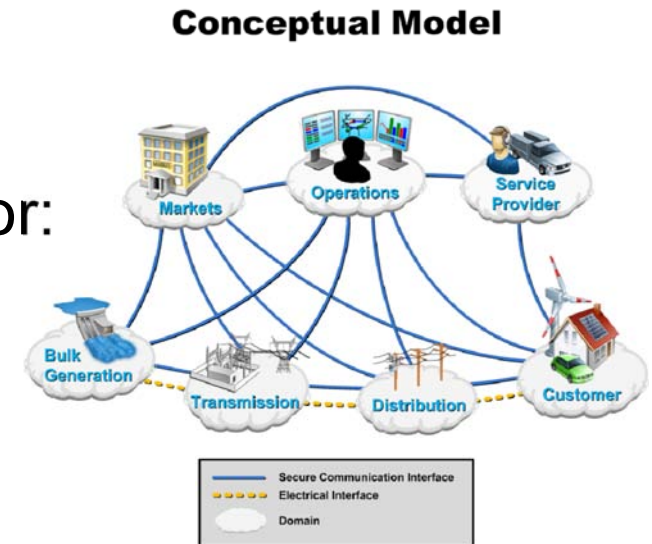 Conceptual Model
or:
Markets
Operations
Service
Provider
Bulk
Generation
Transmission
Distribution
Customer
Secure Communication Interface
Electrical Interface
Domain